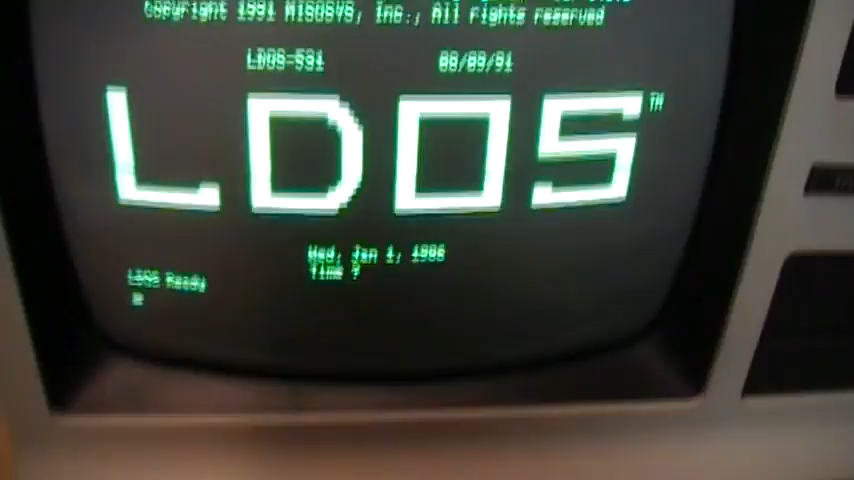 Copyright 1991 MISOSYS, Inc., All rights reserved
LDOS-531 08/09/91
LDOS TM
Wed, Jan 1, 1986
Time ?
LDOS Ready